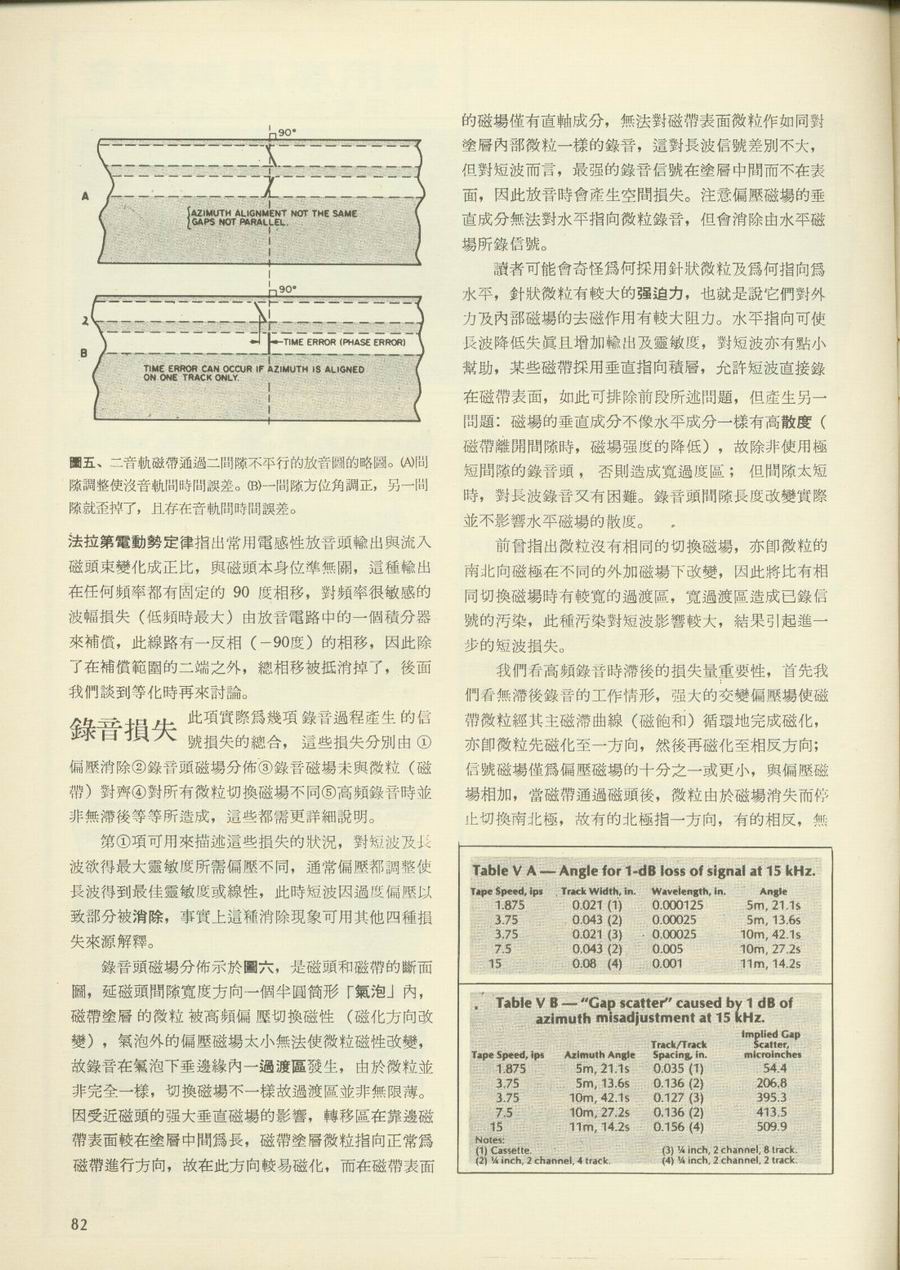 90°
A
AZIMUTH ALIGNMENT NOT THE SAME
GAPS NOT PARALLEL.
90°
2
TIME ERROR (PHASE ERROR)
B
TIME ERROR CAN OCCUR IF AZIMUTH IS ALIGNED
ON ONE TRACK ONLY.
圖五、二音軌磁帶通過二間隙不平行的放音圖的略圖。(A)間
隙調整使沒音軌間時間誤差。(B)一間隙方位角調正，另一間
隙就歪掉了，且存在音軌間時間誤差。
法拉第電動勢定律指出常用電感性放音頭輸出與流入
磁頭束變化成正比，與磁頭本身位準無關，這種輸出
在任何頻率都有固定的 90 度相移，對頻率很敏感的
波幅損失（低頻時最大）由放音電路中的一個積分器
來補償，此線路有一反相（－90度）的相移，因此除
了在補償範圍的二端之外，總相移被抵消掉了，後面
我們談到等化時再來討論。
錄音損失
此項實際爲幾項錄音過程產生的信
號損失的總合，這些損失分別由①
偏壓消除②錄音頭磁場分佈③錄音磁場未與微粒（磁
帶）對齊④對所有微粒切換磁場不同⑤高頻錄音時並
非無滯後等等所造成，這些都需更詳細說明。
第①項可用來描述這些損失的狀況，對短波及長
波欲得最大靈敏度所需偏壓不同，通常偏壓都調整使
長波得到最佳靈敏度或線性，此時短波因過度偏壓以
致部分被消除，事實上這種消除現象可用其他四種損
失來源解釋。
錄音頭磁場分佈示於圖六，是磁頭和磁帶的斷面
圖，延磁頭間隙寬度方向一個半圓筒形「氣泡」內，
磁帶塗層的微粒被高頻偏壓切換磁性（磁化方向改
變），氣泡外的偏壓磁場太小無法使微粒磁性改變，
故錄音在氣泡下垂邊緣內一過渡區發生，由於微粒並
非完全一樣，切換磁場不一樣故過渡區並非無限薄。
因受近磁頭的强大垂直磁場的影響，轉移區在靠邊磁
帶表面較在塗層中間爲長，磁帶塗層微粒指向正常爲
磁帶進行方向，故在此方向較易磁化，而在磁帶表面
82
的磁場僅有直軸成分，無法對磁帶表面微粒作如同對
塗層內部微粒一樣的錄音，這對長波信號差別不大，
但對短波而言，最强的錄音信號在塗層中間而不在表
面，因此放音時會產生空間損失。注意偏壓磁場的垂
直成分無法對水平指向微粒錄音，但會消除由水平磁
場所錄信號。
讀者可能會奇怪爲何採用針狀微粒及爲何指向爲
水平，針狀微粒有較大的强迫力，也就是說它們對外
力及內部磁場的去磁作用有較大阻力。水平指向可使
長波降低失眞且增加輸出及靈敏度，對短波亦有點小
幫助，某些磁帶採用垂直指向積層，允許短波直接錄
在磁帶表面，如此可排除前段所述問題，但產生另一
問題：磁場的垂直成分不像水平成分一樣有高散度（
磁帶離開間隙時，磁場强度的降低），故除非使用極
短間隙的錄音頭，否則造成寬過度區；但間隙太短
時，對長波錄音又有困難。錄音頭間隙長度改變實際
並不影響水平磁場的散度。
前曾指出微粒沒有相同的切換磁場，亦卽微粒的
南北向磁極在不同的外加磁場下改變，因此將比有相
同切換磁場時有較寬的過渡區，寬過渡區造成已錄信
號的污染，此種污染對短波影響較大，結果引起進一
步的短波損失。
我們看高頻錄音時滯後的損失量重要性，首先我
們看無滯後錄音的工作情形，强大的交變偏壓場使磁
帶微粒經其主磁滯曲線（磁飽和）循環地完成磁化，
亦卽微粒先磁化至一方向，然後再磁化至相反方向；
信號磁場僅爲偏壓磁場的十分之一或更小，與偏壓磁
場相加，當磁帶通過磁頭後，微粒由於磁場消失而停
止切換南北極，故有的北極指一方向，有的相反，無
Table V A — Angle for 1-dB loss of signal at 15 kHz.
Tape Speed, ips Track Width, in. Wavelength, in. Angle
1.875 0.021 (1) 0.000125 5m, 21.1s
3.75 0.043 (2) 0.00025 5m, 13.6s
3.75 0.021 (3) 0.00025 10m, 42.1s
7.5 0.043 (2) 0.005 10m, 27.2s
15 0.08 (4) 0.001 11m, 14.2s
Table V B — "Gap scatter" caused by 1 dB of
azimuth misadjustment at 15 kHz.
Tape Speed, ips Azimuth Angle Track/Track Spacing, in. Implied Gap Scatter, microinches
1.875 5m, 21.1s 0.035 (1) 54.4
3.75 5m, 13.6s 0.136 (2) 206.8
3.75 10m, 42.1s 0.127 (3) 395.3
7.5 10m, 27.2s 0.136 (2) 413.5
15 11m, 14.2s 0.156 (4) 509.9
Notes:
(1) Cassette. (3) ¼ inch, 2 channel, 8 track.
(2) ¼ inch, 2 channel, 4 track. (4) ¼ inch, 2 channel, 2 track.